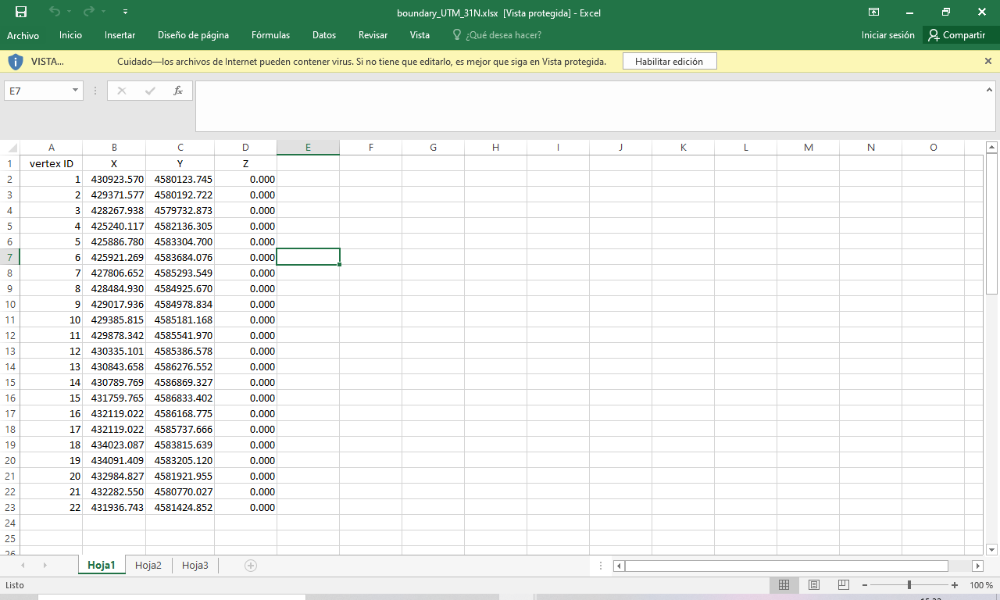 boundary_UTM_31N.xlsx [Vista protegida] - Excel
Archivo Inicio Insertar Diseño de página Fórmulas Datos Revisar Vista ¿Qué desea hacer? Iniciar sesión Compartir
VISTA... Cuidado—los archivos de Internet pueden contener virus. Si no tiene que editarlo, es mejor que siga en Vista protegida. Habilitar edición
E7 fx
A B C D E F G H I J K L M N O
1 vertex ID X Y Z
2 1 430923.570 4580123.745 0.000
3 2 429371.577 4580192.722 0.000
4 3 428267.938 4579732.873 0.000
5 4 425240.117 4582136.305 0.000
6 5 425886.780 4583304.700 0.000
7 6 425921.269 4583684.076 0.000
8 7 427806.652 4585293.549 0.000
9 8 428484.930 4584925.670 0.000
10 9 429017.936 4584978.834 0.000
11 10 429385.815 4585181.168 0.000
12 11 429878.342 4585541.970 0.000
13 12 430335.101 4585386.578 0.000
14 13 430843.658 4586276.552 0.000
15 14 430789.769 4586869.327 0.000
16 15 431759.765 4586833.402 0.000
17 16 432119.022 4586168.775 0.000
18 17 432119.022 4585737.666 0.000
19 18 434023.087 4583815.639 0.000
20 19 434091.409 4583205.120 0.000
21 20 432984.827 4581921.955 0.000
22 21 432282.550 4580770.027 0.000
23 22 431936.743 4581424.852 0.000
24
25
26
Hoja1 Hoja2 Hoja3
Listo 100 %